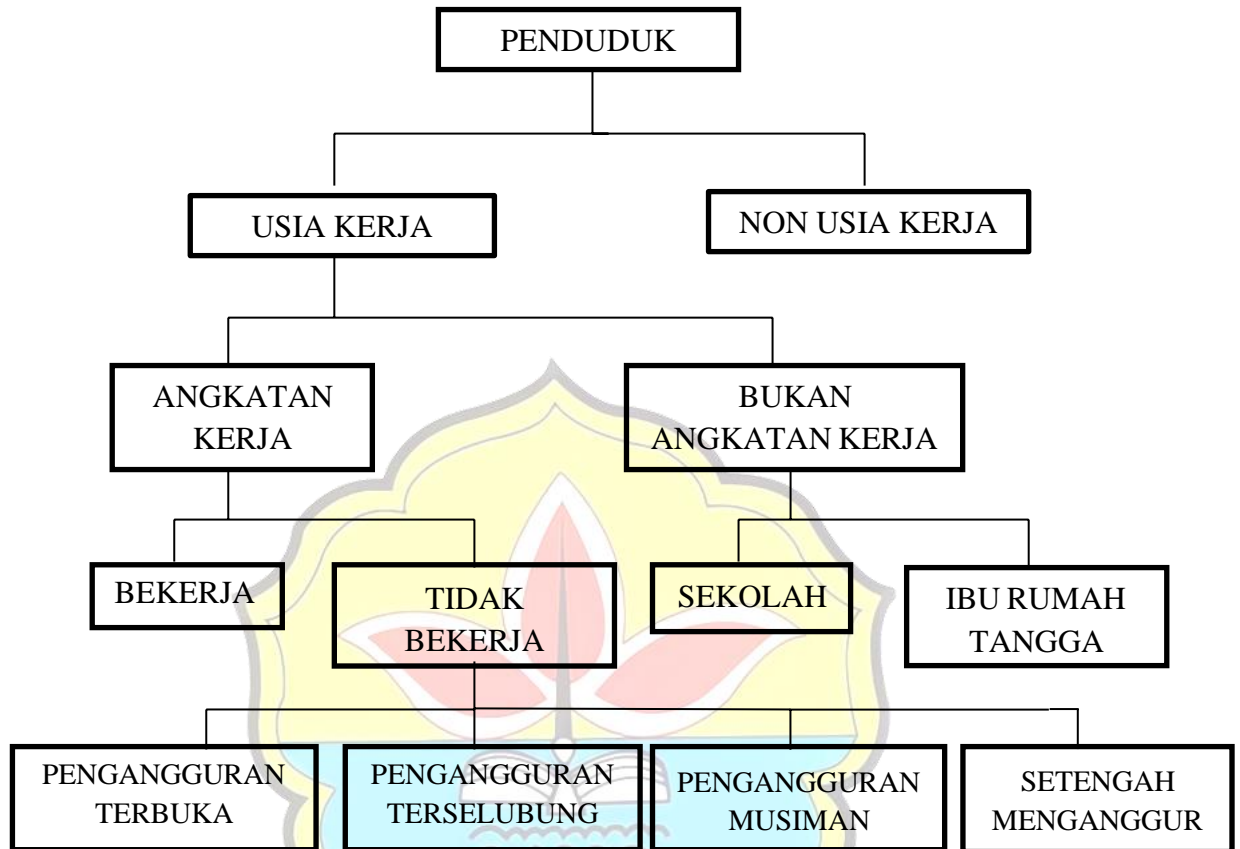 PENDUDUK
USIA KERJA
NON USIA KERJA
ANGKATAN
KERJA
BUKAN
ANGKATAN KERJA
BEKERJA
TIDAK
BEKERJA
SEKOLAH
IBU RUMAH
TANGGA
PENGANGGURAN
TERBUKA
PENGANGGURAN
TERSELUBUNG
PENGANGGURAN
MUSIMAN
SETENGAH
MENGANGGUR